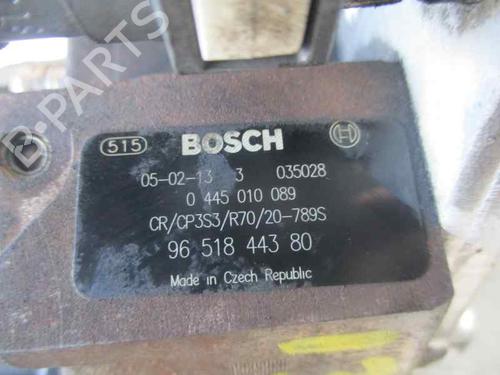 B-PARTS
515 BOSCH
05-02-13 3 035028
0 445 010 089
CR/CP3S3/R70/20-789S
96 518 443 80
Made in Czech Republic